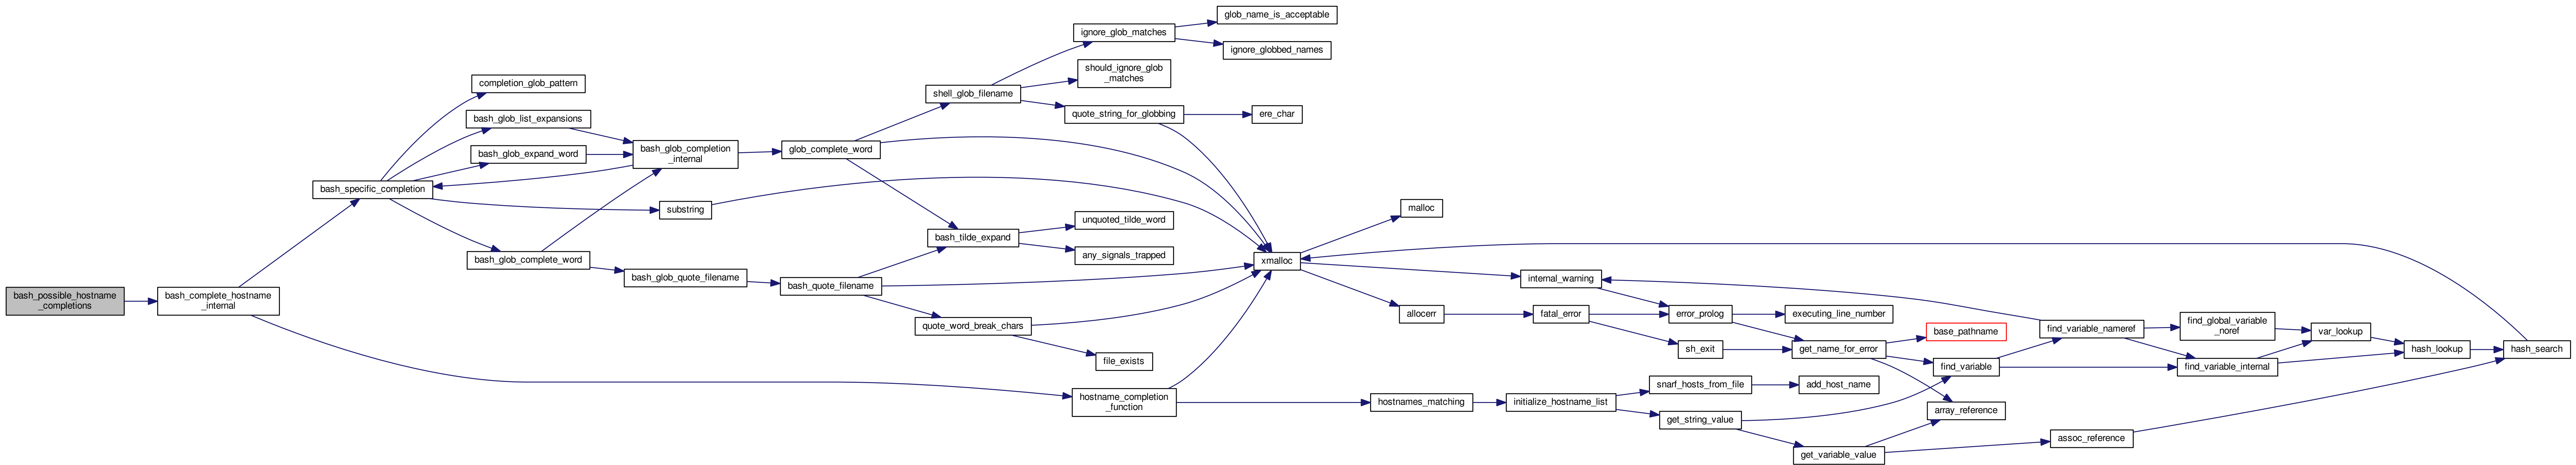 bash_possible_hostname
_completions
bash_complete_hostname
_internal
bash_specific_completion
completion_glob_pattern
bash_glob_list_expansions
bash_glob_expand_word
bash_glob_complete_word
bash_glob_completion
_internal
substring
bash_glob_quote_filename
glob_complete_word
bash_quote_filename
shell_glob_filename
bash_tilde_expand
quote_word_break_chars
ignore_glob_matches
should_ignore_glob
_matches
quote_string_for_globbing
unquoted_tilde_word
any_signals_trapped
file_exists
hostname_completion
_function
glob_name_is_acceptable
ignore_globbed_names
ere_char
xmalloc
malloc
allocerr
hostnames_matching
internal_warning
fatal_error
initialize_hostname_list
error_prolog
sh_exit
snarf_hosts_from_file
get_string_value
executing_line_number
get_name_for_error
add_host_name
get_variable_value
base_pathname
find_variable
array_reference
assoc_reference
find_variable_nameref
find_global_variable
_noref
find_variable_internal
var_lookup
hash_lookup
hash_search